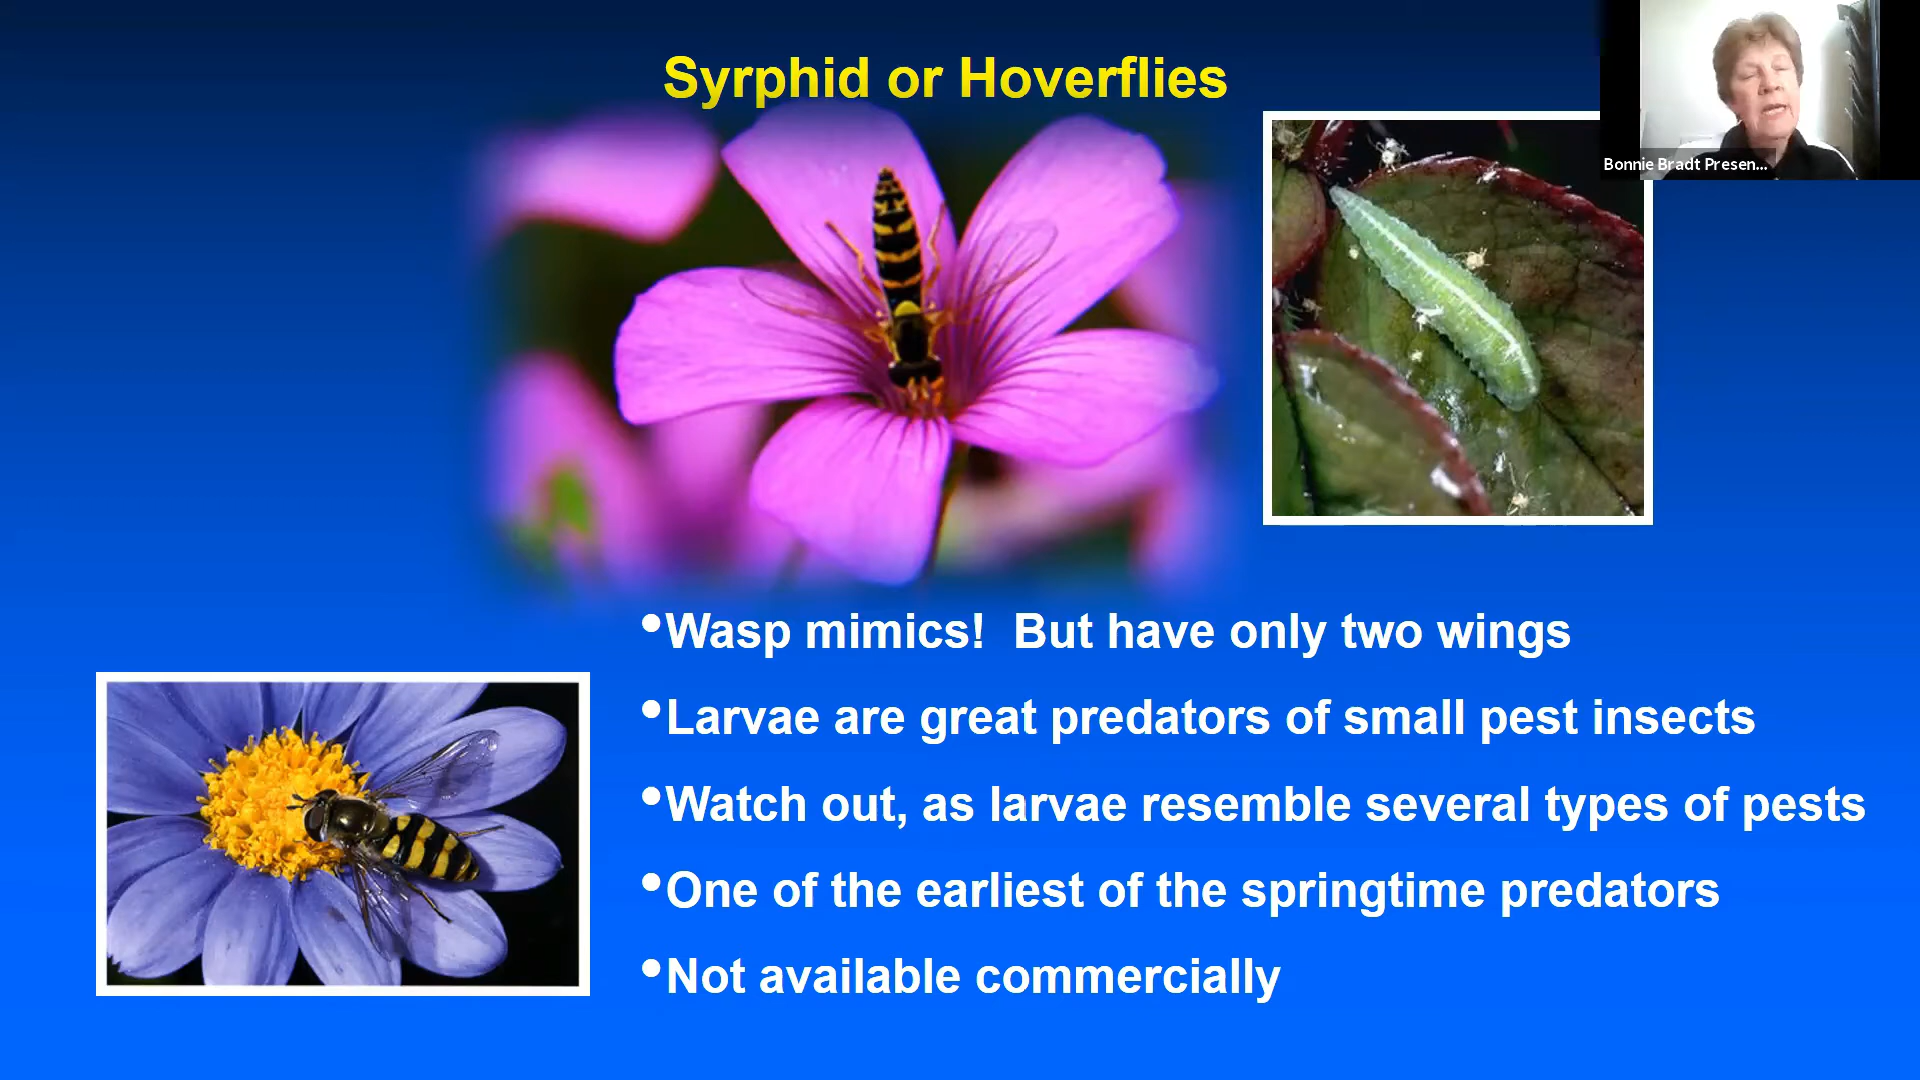 Syrphid or Hoverflies
Bonnie Bradt Presen...
•Wasp mimics!  But have only two wings
•Larvae are great predators of small pest insects
•Watch out, as larvae resemble several types of pests
•One of the earliest of the springtime predators
•Not available commercially